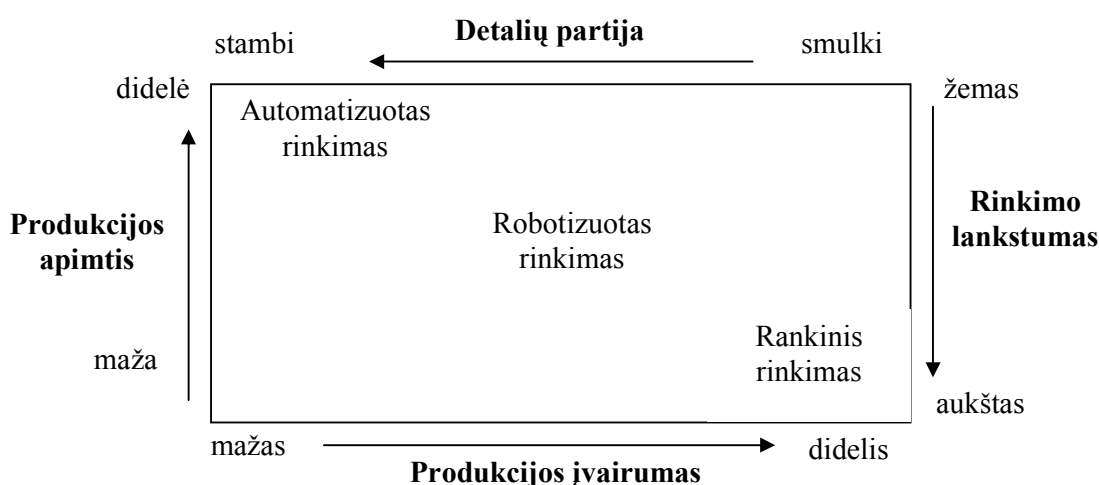 Detalių partija
stambi
smulki
didelė
žemas
Automatizuotas
rinkimas
Produkcijos
apimtis
Robotizuotas
rinkimas
Rinkimo
lankstumas
maža
Rankinis
rinkimas
aukštas
mažas
didelis
Produkcijos įvairumas